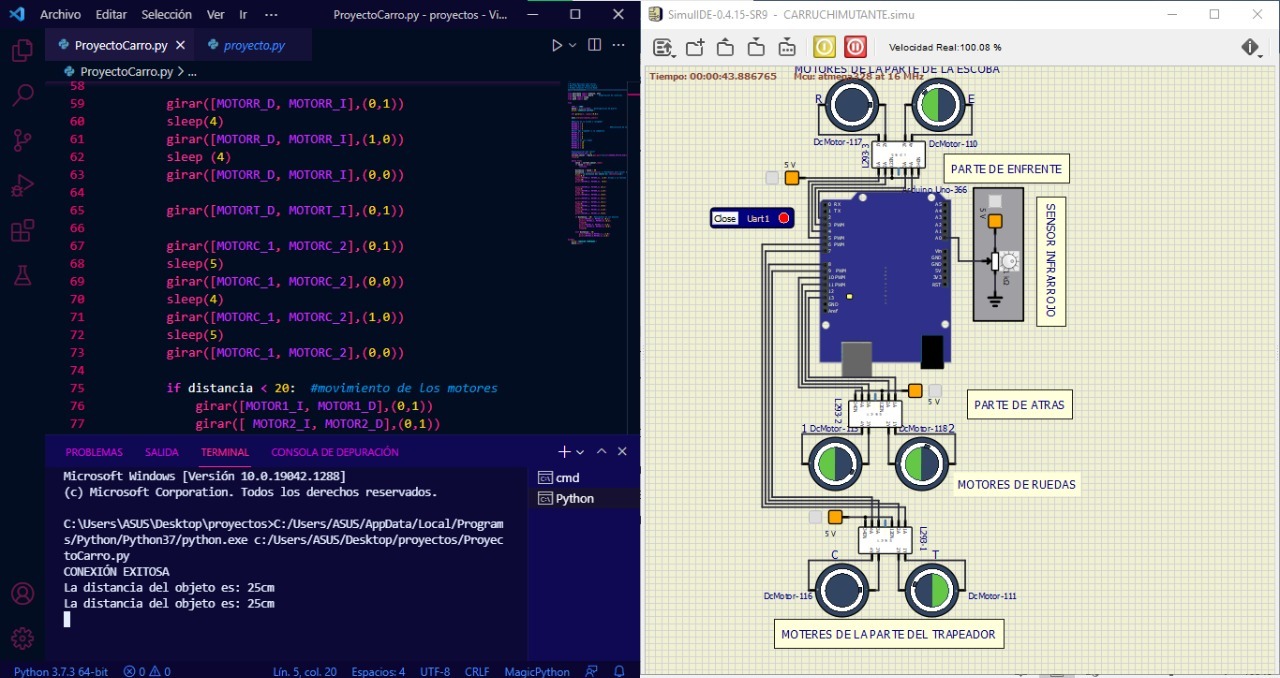 Archivo Editar Selección Ver Ir ··· ProyectoCarro.py - proyectos - Vi...
ProyectoCarro.py proyecto.py
ProyectoCarro.py > ...
58
59 girar([MOTORR_D, MOTORR_I],(0,1))
60 sleep(4)
61 girar([MOTORR_D, MOTORR_I],(1,0))
62 sleep (4)
63 girar([MOTORR_D, MOTORR_I],(0,0))
64
65 girar([MORORT_D, MOTORT_I],(0,1))
66
67 girar([MOTORC_1, MOTORC_2],(0,1))
68 sleep(5)
69 girar([MOTORC_1, MOTORC_2],(0,0))
70 sleep(4)
71 girar([MOTORC_1, MOTORC_2],(1,0))
72 sleep(5)
73 girar([MOTORC_1, MOTORC_2],(0,0))
74
75 if distancia < 20: #movimiento de los motores
76 girar([MOTOR1_I, MOTOR1_D],(0,1))
77 girar([ MOTOR2_I, MOTOR2_D],(0,1))
PROBLEMAS SALIDA TERMINAL CONSOLA DE DEPURACIÓN
Microsoft Windows [Versión 10.0.19042.1288]
(c) Microsoft Corporation. Todos los derechos reservados.
C:\Users\ASUS\Desktop\proyectos>C:/Users/ASUS/AppData/Local/Program
s/Python/Python37/python.exe c:/Users/ASUS/Desktop/proyectos/Proyec
toCarro.py
CONEXIÓN EXITOSA
La distancia del objeto es: 25cm
La distancia del objeto es: 25cm
cmd
Python
Python 3.7.3 64-bit 0 0 Lín. 5, col. 20 Espacios: 4 UTF-8 CRLF MagicPython
SimulIDE-0.4.15-SR9 - CARRUCHIMUTANTE.simu
Velocidad Real:100.08 %
MOTORES DE LA PARTE DE LA ESCOBA
Tiempo: 00:00:43.886765 Mcu: atmega328 at 16 MHz
R E
DcMotor-117 DcMotor-110
L293-3
5 V
PARTE DE ENFRENTE
Arduino Uno-366
Close Uart1
5 V
SENSOR INFRARROJO
PARTE DE ATRAS
5 V
L293-2
1 2
DcMotor-118
MOTORES DE RUEDAS
5 V
L293-1
C T
DcMotor-116 DcMotor-111
MOTERES DE LA PARTE DEL TRAPEADOR